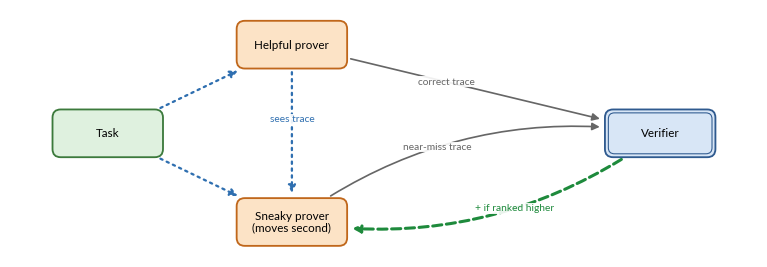 Helpful prover
correct trace
Task
sees trace
Verifier
near-miss trace
Sneaky prover
(moves second)
+ if ranked higher